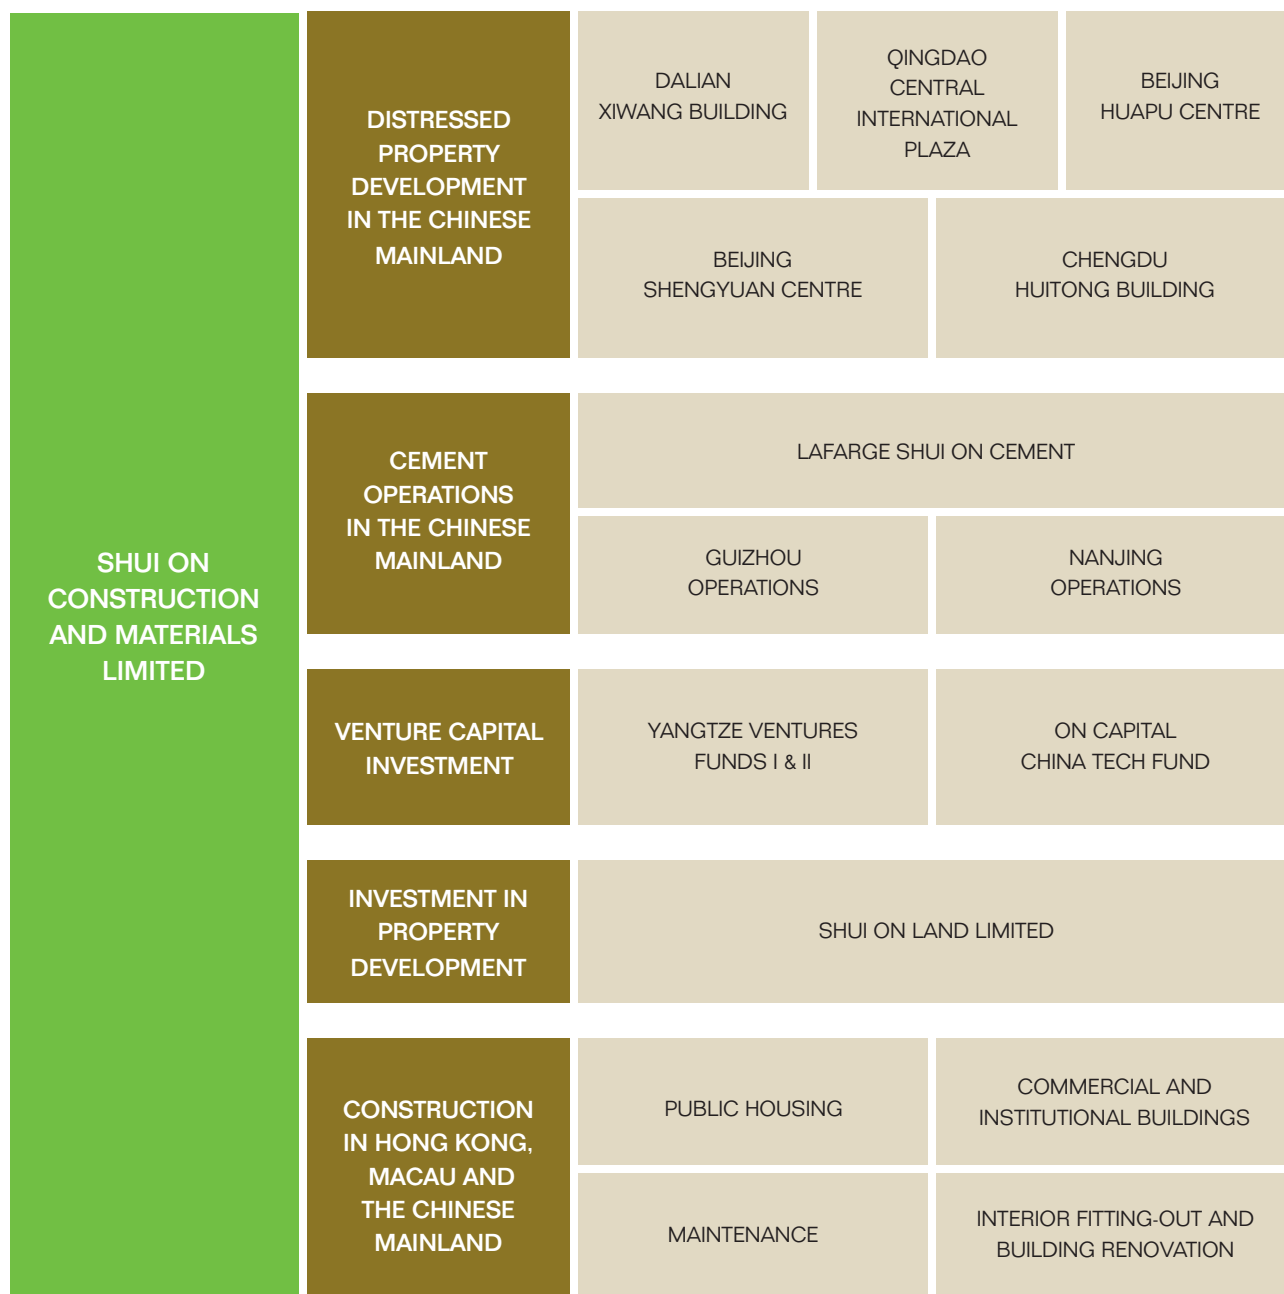 SHUI ON
CONSTRUCTION
AND MATERIALS
LIMITED
DISTRESSED
PROPERTY
DEVELOPMENT
IN THE CHINESE
MAINLAND
DALIAN
XIWANG BUILDING
QINGDAO
CENTRAL
INTERNATIONAL
PLAZA
BEIJING
HUAPU CENTRE
BEIJING
SHENGYUAN CENTRE
CHENGDU
HUITONG BUILDING
CEMENT
OPERATIONS
IN THE CHINESE
MAINLAND
LAFARGE SHUI ON CEMENT
GUIZHOU
OPERATIONS
NANJING
OPERATIONS
VENTURE CAPITAL
INVESTMENT
YANGTZE VENTURES
FUNDS I & II
ON CAPITAL
CHINA TECH FUND
INVESTMENT IN
PROPERTY
DEVELOPMENT
SHUI ON LAND LIMITED
CONSTRUCTION
IN HONG KONG,
MACAU AND
THE CHINESE
MAINLAND
PUBLIC HOUSING
COMMERCIAL AND
INSTITUTIONAL BUILDINGS
MAINTENANCE
INTERIOR FITTING-OUT AND
BUILDING RENOVATION